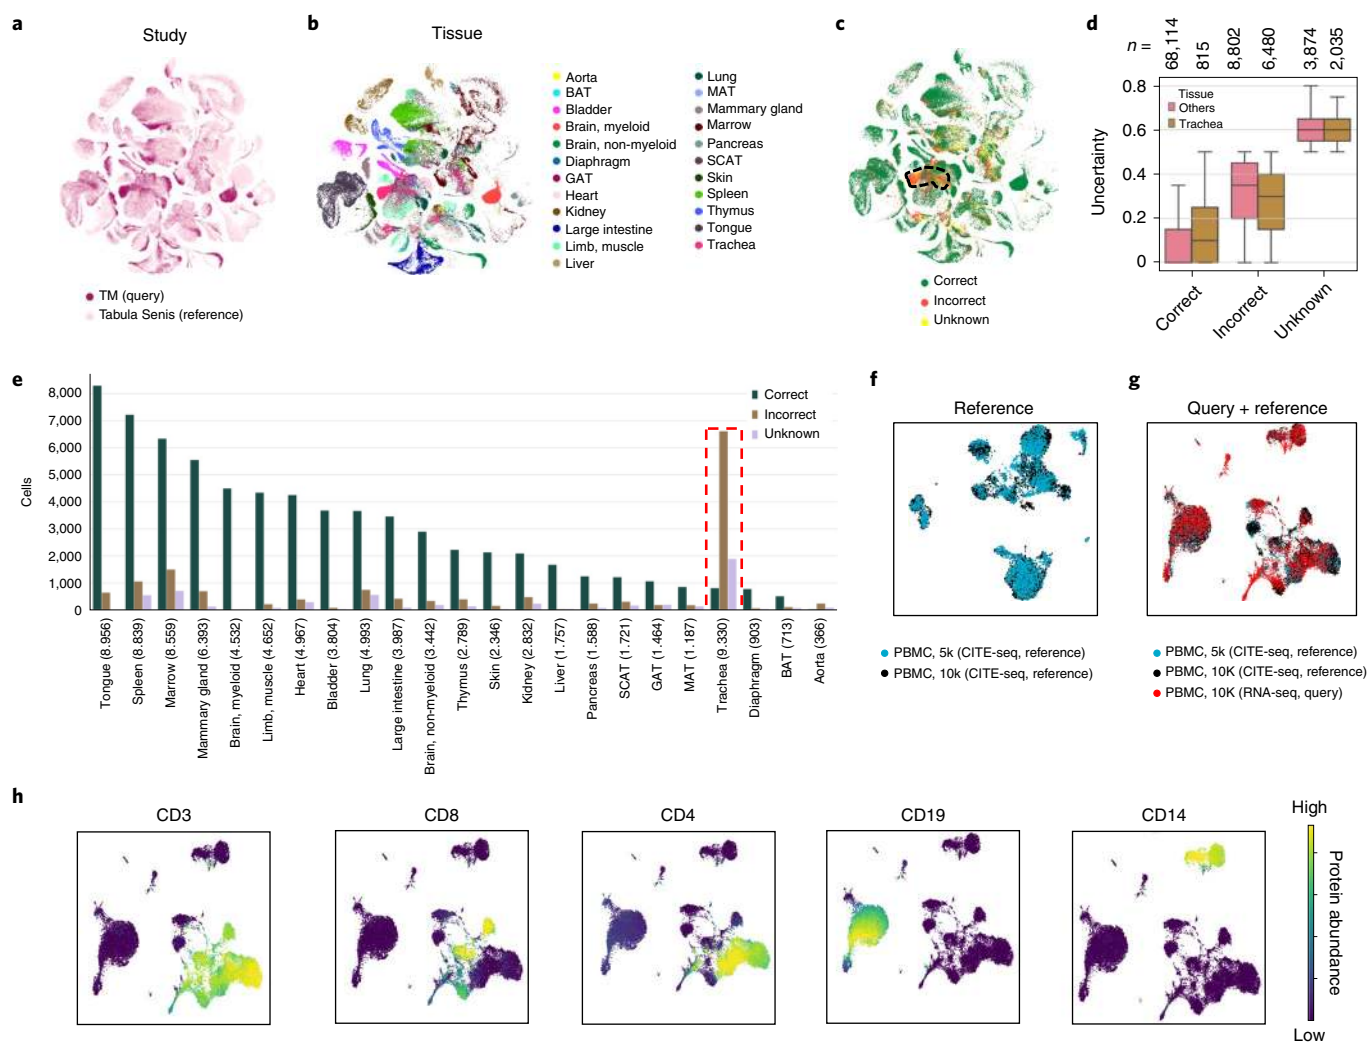 a
Study
TM (query)
Tabula Senis (reference)
b
Tissue
Aorta
BAT
Bladder
Brain, myeloid
Brain, non-myeloid
Diaphragm
GAT
Heart
Kidney
Large intestine
Limb, muscle
Liver
Lung
MAT
Mammary gland
Marrow
Pancreas
SCAT
Skin
Spleen
Thymus
Tongue
Trachea
c
Correct
Incorrect
Unknown
d
n =
68,114
815
8,802
6,480
3,874
2,035
Uncertainty
0.8
0.6
0.4
0.2
0
Tissue
Others
Trachea
Correct
Incorrect
Unknown
e
Cells
8,000
7,000
6,000
5,000
4,000
3,000
2,000
1,000
0
Correct
Incorrect
Unknown
Tongue (8.956)
Spleen (8.839)
Marrow (8.559)
Mammary gland (6.393)
Brain, myeloid (4.532)
Limb, muscle (4.652)
Heart (4.967)
Bladder (3.804)
Lung (4.993)
Large intestine (3.987)
Brain, non-myeloid (3.442)
Thymus (2.789)
Skin (2.346)
Kidney (2.832)
Liver (1.757)
Pancreas (1.588)
SCAT (1.721)
GAT (1.464)
MAT (1.187)
Trachea (9.330)
Diaphragm (903)
BAT (713)
Aorta (366)
f
Reference
PBMC, 5k (CITE-seq, reference)
PBMC, 10k (CITE-seq, reference)
g
Query + reference
PBMC, 5k (CITE-seq, reference)
PBMC, 10K (CITE-seq, reference)
PBMC, 10K (RNA-seq, query)
h
CD3
CD8
CD4
CD19
CD14
High
Protein abundance
Low